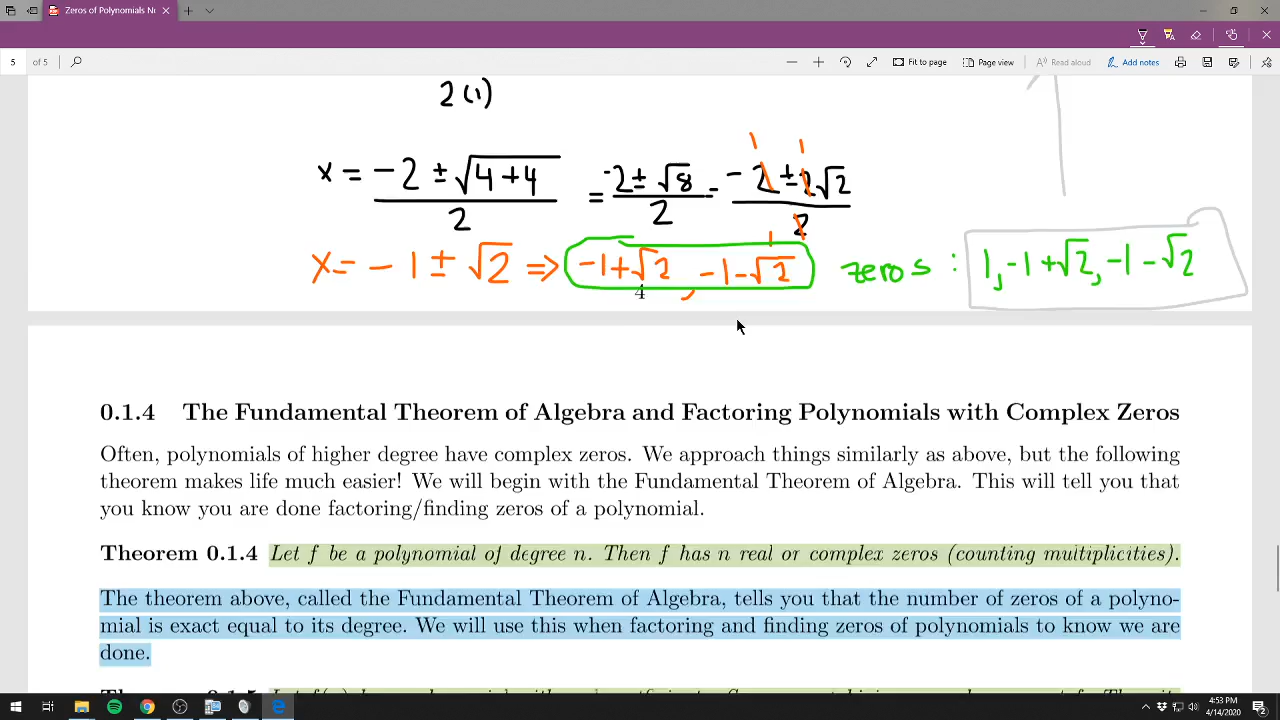 Zeros of Polynomials No
5 of 5
Fit to page
Page view
Read aloud
Add notes
2(1)
x = -2 ± √4+4 / 2 = -2 ± √8 / 2 = -2 ± 2√2 / 2
1 1
1
x = -1 ± √2 ⇒ -1+√2 , -1-√2 zeros : 1, -1+√2, -1-√2
4
0.1.4 The Fundamental Theorem of Algebra and Factoring Polynomials with Complex Zeros
Often, polynomials of higher degree have complex zeros. We approach things similarly as above, but the following
theorem makes life much easier! We will begin with the Fundamental Theorem of Algebra. This will tell you that
you know you are done factoring/finding zeros of a polynomial.
Theorem 0.1.4 Let f be a polynomial of degree n. Then f has n real or complex zeros (counting multiplicities).
The theorem above, called the Fundamental Theorem of Algebra, tells you that the number of zeros of a polyno-
mial is exact equal to its degree. We will use this when factoring and finding zeros of polynomials to know we are
done.
4:53 PM
4/14/2020